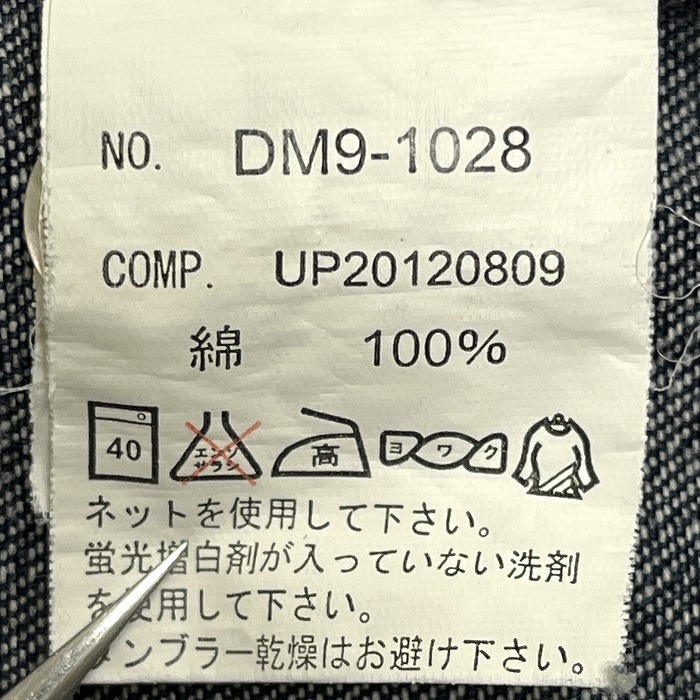 NO. DM9-1028
COMP. UP20120809
綿 100%
40 エンソサラシ 高 ヨワク
ネットを使用して下さい。
蛍光増白剤が入っていない洗剤
を使用して下さい。
タンブラー乾燥はお避け下さい。